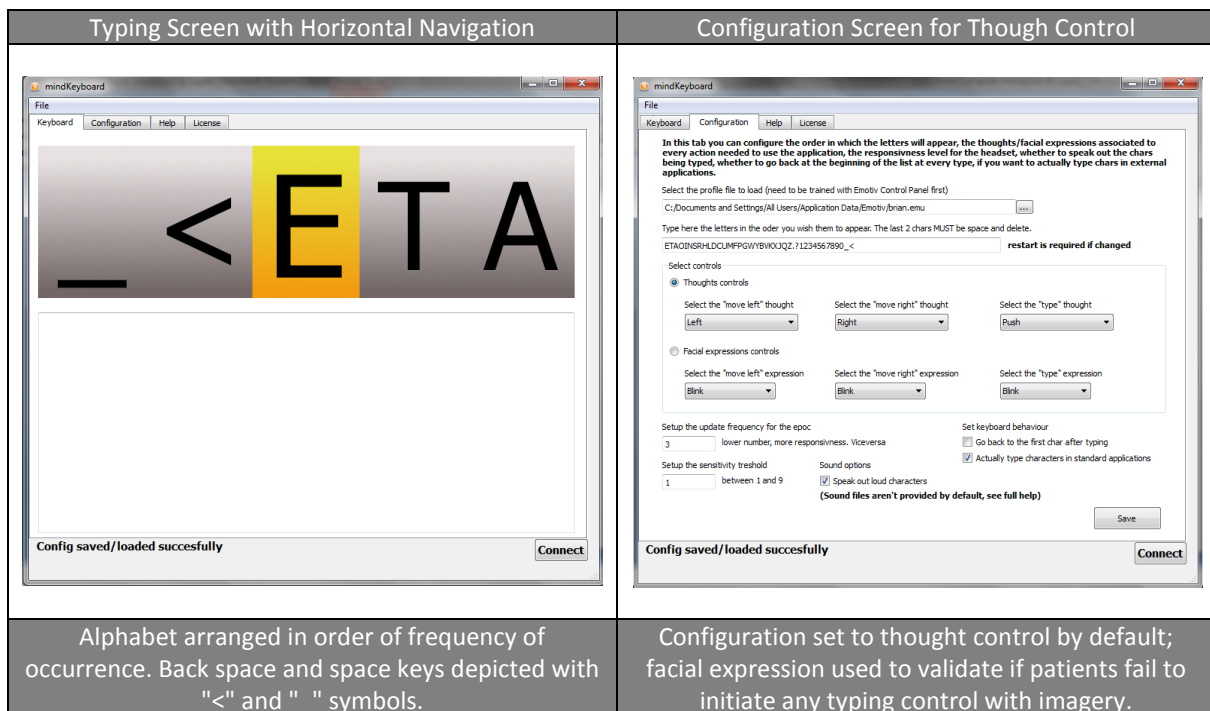 Typing Screen with Horizontal Navigation
Configuration Screen for Though Control
mindKeyboard
File
Keyboard Configuration Help License
_<ETA
Config saved/loaded succesfully
Connect
mindKeyboard
File
Keyboard Configuration Help License
In this tab you can configure the order in which the letters will appear, the thoughts/facial expressions associated to
every action needed to use the application, the responsivness level for the headset, whether to speak out the chars
being typed, whether to go back at the beginning of the list at every type, if you want to actually type chars in external
applications.
Select the profile file to load (need to be trained with Emotiv Control Panel first)
C:/Documents and Settings/All Users/Application Data/Emotiv/brian.emu ...
Type here the letters in the oder you wish them to appear. The last 2 chars MUST be space and delete.
ETAOINSRHLDCUMFPGWYBVKXJQZ.?1234567890_< restart is required if changed
Select controls
Thoughts controls
Select the "move left" thought Select the "move right" thought Select the "type" thought
Left Right Push
Facial expressions controls
Select the "move left" expression Select the "move right" expression Select the "type" expression
Blink Blink Blink
Setup the update frequency for the epoc Set keyboard behaviour
3 lower number, more responsivness. Viceversa Go back to the first char after typing
Setup the sensitivity treshold Sound options Actually type characters in standard applications
1 between 1 and 9 Speak out loud characters
(Sound files aren't provided by default, see full help)
Save
Config saved/loaded succesfully
Connect
Alphabet arranged in order of frequency of
occurrence. Back space and space keys depicted with
"<" and "_" symbols.
Configuration set to thought control by default;
facial expression used to validate if patients fail to
initiate any typing control with imagery.